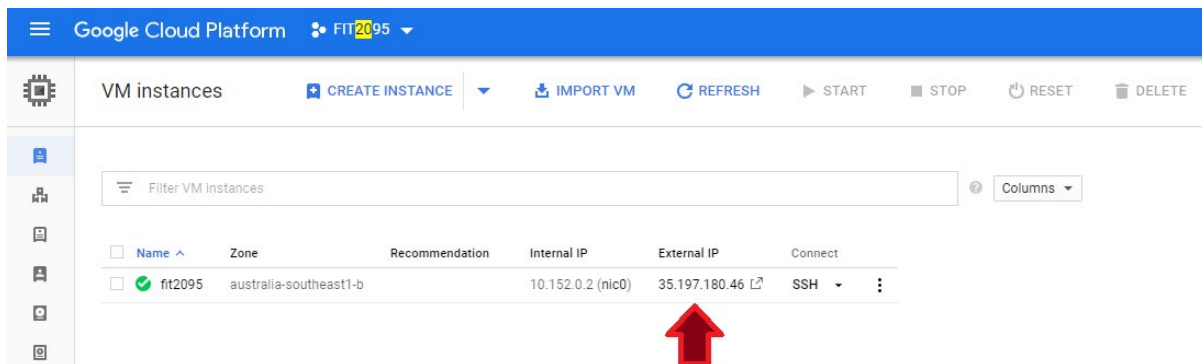 Google Cloud Platform FIT2095
VM instances CREATE INSTANCE IMPORT VM REFRESH START STOP RESET DELETE
Filter VM instances ? Columns
Name Zone Recommendation Internal IP External IP Connect
fit2095 australia-southeast1-b 10.152.0.2 (nic0) 35.197.180.46 SSH